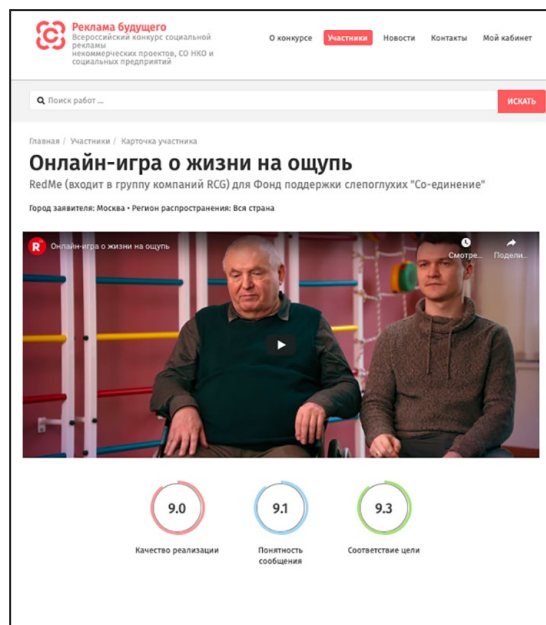 Реклама будущего
Всероссийский конкурс социальной
рекламы
некоммерческих проектов, СО НКО и
социальных предприятий
О конкурсе Участники Новости Контакты Мой кабинет
Поиск работ ...
ИСКАТЬ
Главная / Участники / Карточка участника
Онлайн-игра о жизни на ощупь
RedMe (входит в группу компаний RCG) для Фонд поддержки слепоглухих "Со-единение"
Город заявителя: Москва • Регион распространения: Вся страна
R Онлайн-игра о жизни на ощупь
Смотре... Подели...
9.0 9.1 9.3
Качество реализации Понятность Соответствие цели
сообщения